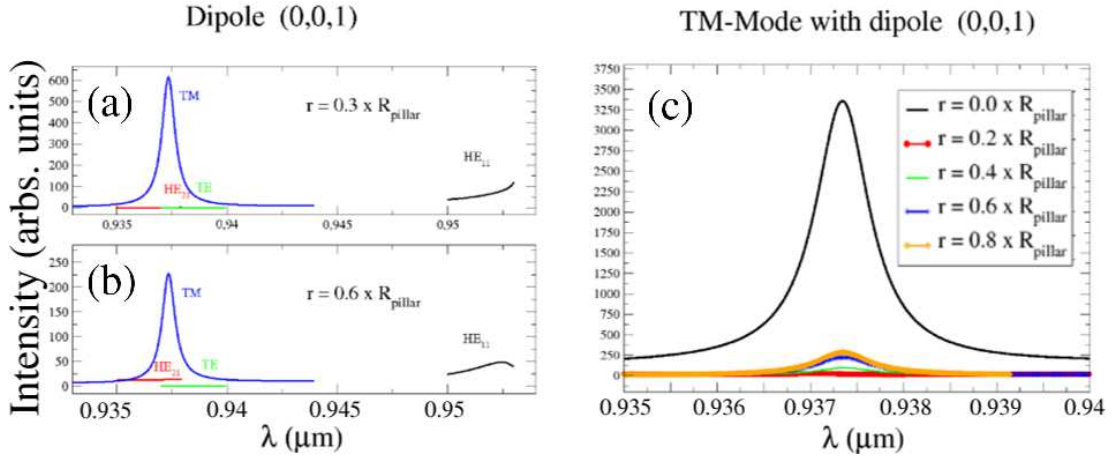 Dipole (0,0,1)
TM-Mode with dipole (0,0,1)
Intensity (arbs. units)
(a)
600
500
400
300
200
100
0
TM
r = 0.3 x R_pillar
HE_11
HE_21
TE
0.935
0.94
0.945
0.95
(b)
250
200
150
100
50
0
TM
r = 0.6 x R_pillar
HE_11
HE_21
TE
0.935
0.94
0.945
0.95
λ (μm)
(c)
3750
3500
3250
3000
2750
2500
2250
2000
1750
1500
1250
1000
750
500
250
0
r = 0.0 x R_pillar
r = 0.2 x R_pillar
r = 0.4 x R_pillar
r = 0.6 x R_pillar
r = 0.8 x R_pillar
0.935
0.936
0.937
0.938
0.939
0.94
λ (μm)